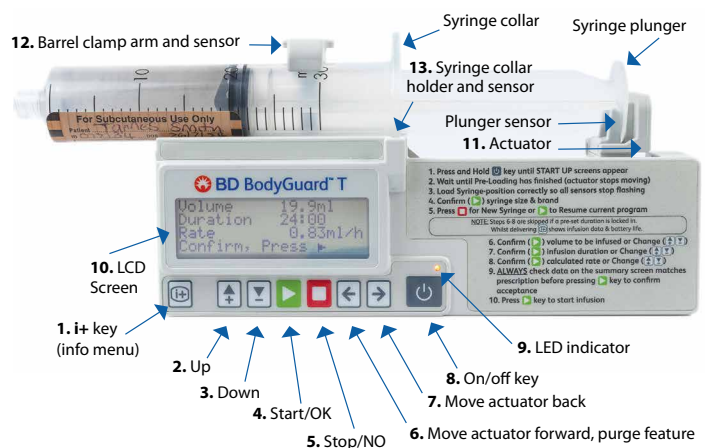 Syringe collar
Syringe plunger
12. Barrel clamp arm and sensor
13. Syringe collar
holder and sensor
Plunger sensor
11. Actuator
10
20
30
For Subcutaneous Use Only
Patient James Smith
BD BodyGuard™ T
Volume 19.9ml
Duration 24:00
Rate 0.83ml/h
Confirm, Press ▶
1. Press and Hold ⏻ key until START UP screens appear
2. Wait until Pre-Loading has finished (actuator stops moving)
3. Load Syringe-position correctly so all sensors stop flashing
4. Confirm (▶) syringe size & brand
5. Press ■ for New Syringe or ▶ to Resume current program
NOTE: Steps 6-8 are skipped if a pre-set duration is locked in.
Whilst delivering i+ shows infusion data & battery life.
6. Confirm (▶) volume to be infused or Change (▲▼)
7. Confirm (▶) infusion duration or Change (▲▼)
8. Confirm (▶) calculated rate or Change (▲▼)
9. ALWAYS check data on the summary screen matches
prescription before pressing ▶ key to confirm
acceptance
10. Press ▶ key to start infusion
10. LCD
Screen
i+
1. i+ key
(info menu)
2. Up
3. Down
4. Start/OK
5. Stop/NO
6. Move actuator forward, purge feature
7. Move actuator back
8. On/off key
9. LED indicator